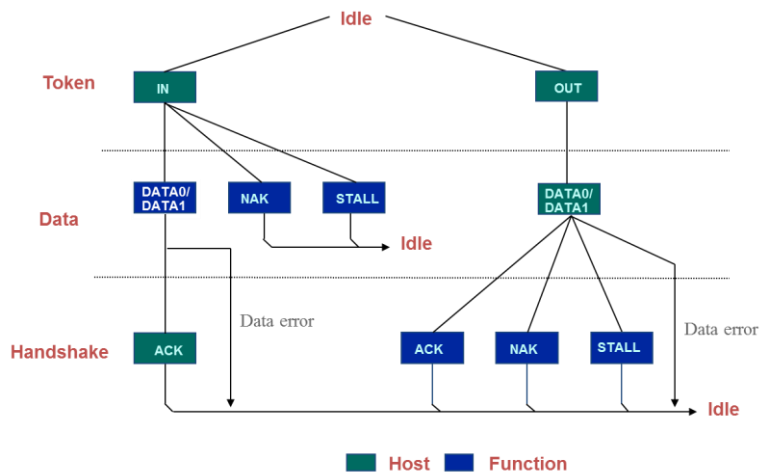 Idle
Token
IN
OUT
DATA0/
DATA1
NAK
STALL
DATA0/
DATA1
Data
Idle
Data error
Data error
Handshake
ACK
ACK
NAK
STALL
Idle
Host
Function